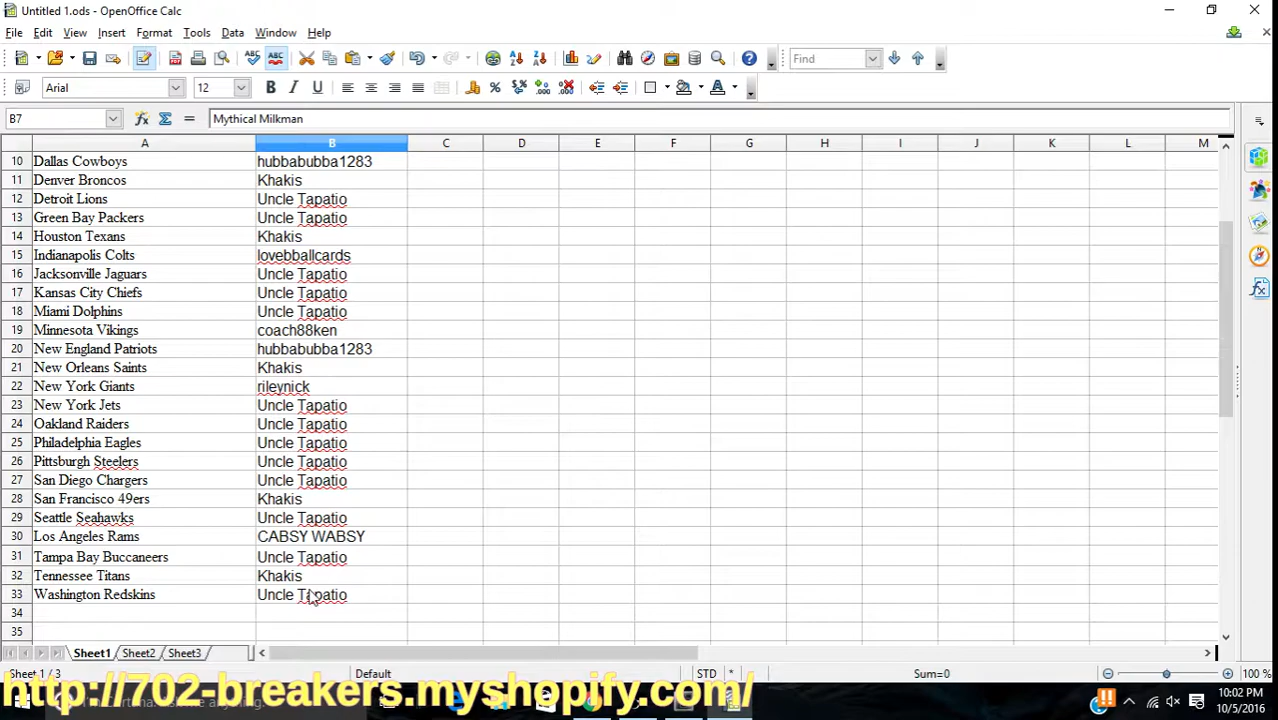 Untitled 1.ods - OpenOffice Calc
File Edit View Insert Format Tools Data Window Help
Find
Arial 12
B7 Mythical Milkman
A B C D E F G H I J K L M
10 Dallas Cowboys hubbabubba1283
11 Denver Broncos Khakis
12 Detroit Lions Uncle Tapatio
13 Green Bay Packers Uncle Tapatio
14 Houston Texans Khakis
15 Indianapolis Colts lovebballcards
16 Jacksonville Jaguars Uncle Tapatio
17 Kansas City Chiefs Uncle Tapatio
18 Miami Dolphins Uncle Tapatio
19 Minnesota Vikings coach88ken
20 New England Patriots hubbabubba1283
21 New Orleans Saints Khakis
22 New York Giants rileynick
23 New York Jets Uncle Tapatio
24 Oakland Raiders Uncle Tapatio
25 Philadelphia Eagles Uncle Tapatio
26 Pittsburgh Steelers Uncle Tapatio
27 San Diego Chargers Uncle Tapatio
28 San Francisco 49ers Khakis
29 Seattle Seahawks Uncle Tapatio
30 Los Angeles Rams CABSY WABSY
31 Tampa Bay Buccaneers Uncle Tapatio
32 Tennessee Titans Khakis
33 Washington Redskins Uncle Tapatio
34
35
Sheet1 Sheet2 Sheet3
Sheet 1 / 3 Default STD * Sum=0 100 %
http://702-breakers.myshopify.com/
10:02 PM
10/5/2016